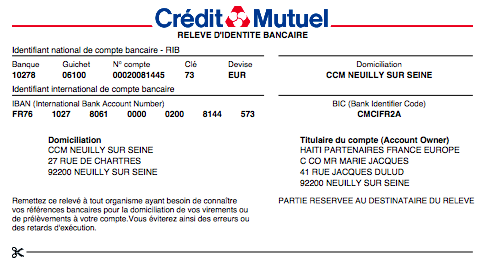 Crédit Mutuel
RELEVE D'IDENTITE BANCAIRE
Identifiant national de compte bancaire - RIB
Banque Guichet N° compte Clé Devise Domiciliation
10278 06100 00020081445 73 EUR CCM NEUILLY SUR SEINE
Identifiant international de compte bancaire
IBAN (International Bank Account Number) BIC (Bank Identifier Code)
FR76 1027 8061 0000 0200 8144 573 CMCIFR2A
Domiciliation
CCM NEUILLY SUR SEINE
27 RUE DE CHARTRES
92200 NEUILLY SUR SEINE
Titulaire du compte (Account Owner)
HAITI PARTENAIRES FRANCE EUROPE
C CO MR MARIE JACQUES
41 RUE JACQUES DULUD
92200 NEUILLY SUR SEINE
Remettez ce relevé à tout organisme ayant besoin de connaître
vos références bancaires pour la domiciliation de vos virements ou
de prélèvements à votre compte.Vous éviterez ainsi des erreurs ou
des retards d'exécution.
PARTIE RESERVEE AU DESTINATAIRE DU RELEVE